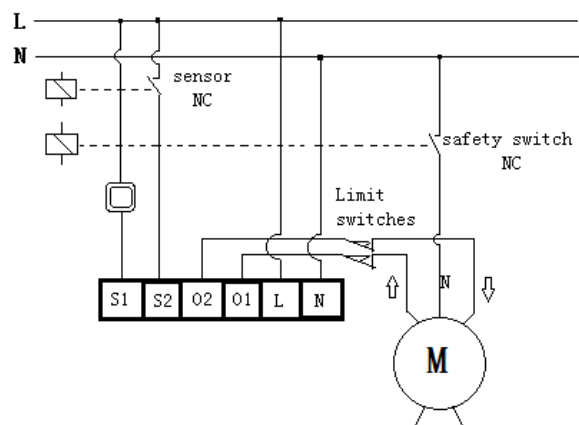 L
N
sensor
NC
safety switch
NC
Limit
switches
N
S1 S2 O2 O1 L N
M